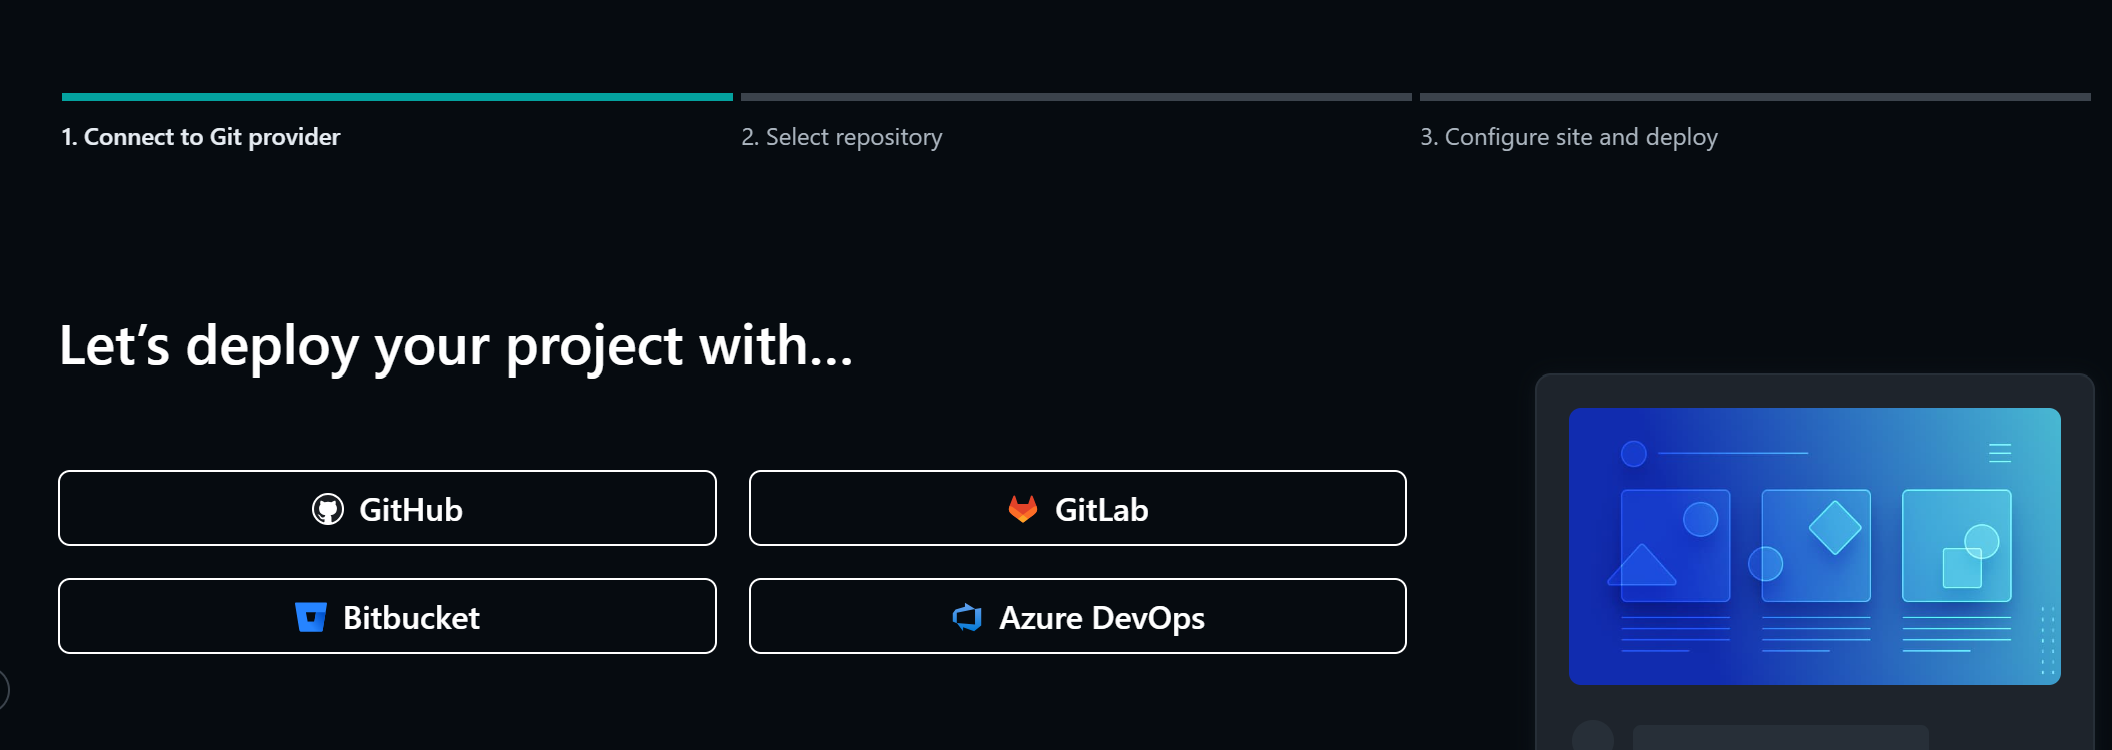 1. Connect to Git provider
2. Select repository
3. Configure site and deploy
Let’s deploy your project with…
GitHub
GitLab
Bitbucket
Azure DevOps